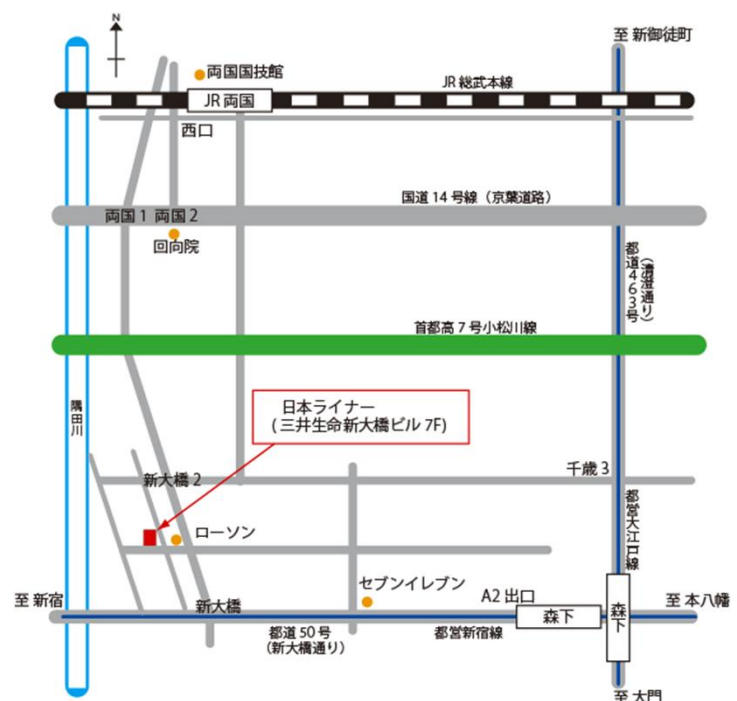 N
至 新御徒町
両国国技館
JR 総武本線
JR 両国
西口
国道 14 号線（京葉道路）
両国 1 両国 2
回向院
都道463号
（清澄通り）
首都高 7 号小松川線
日本ライナー
( 三井生命新大橋ビル 7F)
隅田川
千歳 3
新大橋 2
都営大江戸線
ローソン
セブンイレブン
A2 出口
至 新宿
新大橋
森下
森下
至 本八幡
都道 50 号
（新大橋通り）
都営新宿線
至 大門